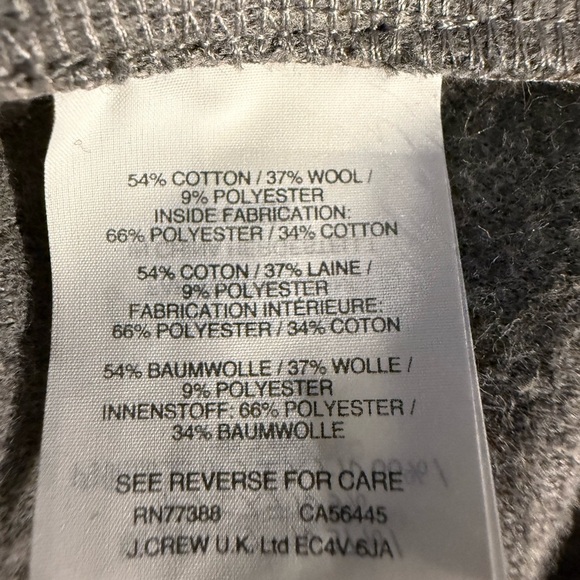 54% COTTON / 37% WOOL /
9% POLYESTER
INSIDE FABRICATION:
66% POLYESTER / 34% COTTON
54% COTON / 37% LAINE /
9% POLYESTER
FABRICATION INTÉRIEURE:
66% POLYESTER / 34% COTON
54% BAUMWOLLE / 37% WOLLE /
9% POLYESTER
INNENSTOFF: 66% POLYESTER /
34% BAUMWOLLE
SEE REVERSE FOR CARE
RN77388 CA56445
J.CREW U.K. Ltd EC4V 6JA